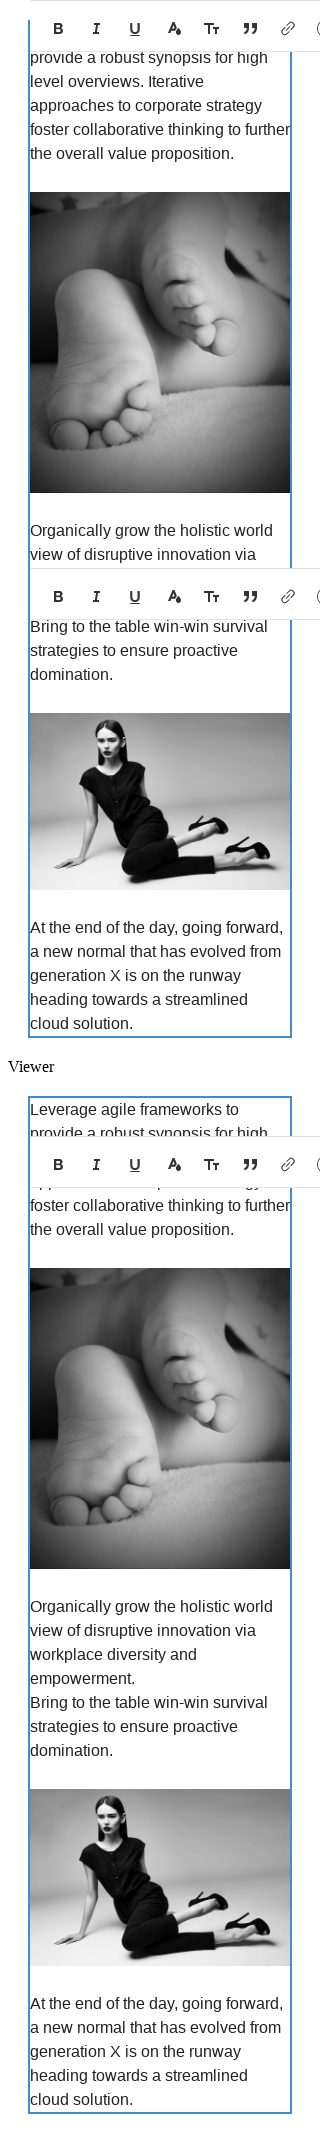 B I U A Tт
provide a robust synopsis for high
level overviews. Iterative
approaches to corporate strategy
foster collaborative thinking to further
the overall value proposition.
Organically grow the holistic world
view of disruptive innovation via
B I U A Tт
Bring to the table win-win survival
strategies to ensure proactive
domination.
At the end of the day, going forward,
a new normal that has evolved from
generation X is on the runway
heading towards a streamlined
cloud solution.
Viewer
Leverage agile frameworks to
provide a robust synopsis for high
B I U A Tт
foster collaborative thinking to further
the overall value proposition.
Organically grow the holistic world
view of disruptive innovation via
workplace diversity and
empowerment.
Bring to the table win-win survival
strategies to ensure proactive
domination.
At the end of the day, going forward,
a new normal that has evolved from
generation X is on the runway
heading towards a streamlined
cloud solution.